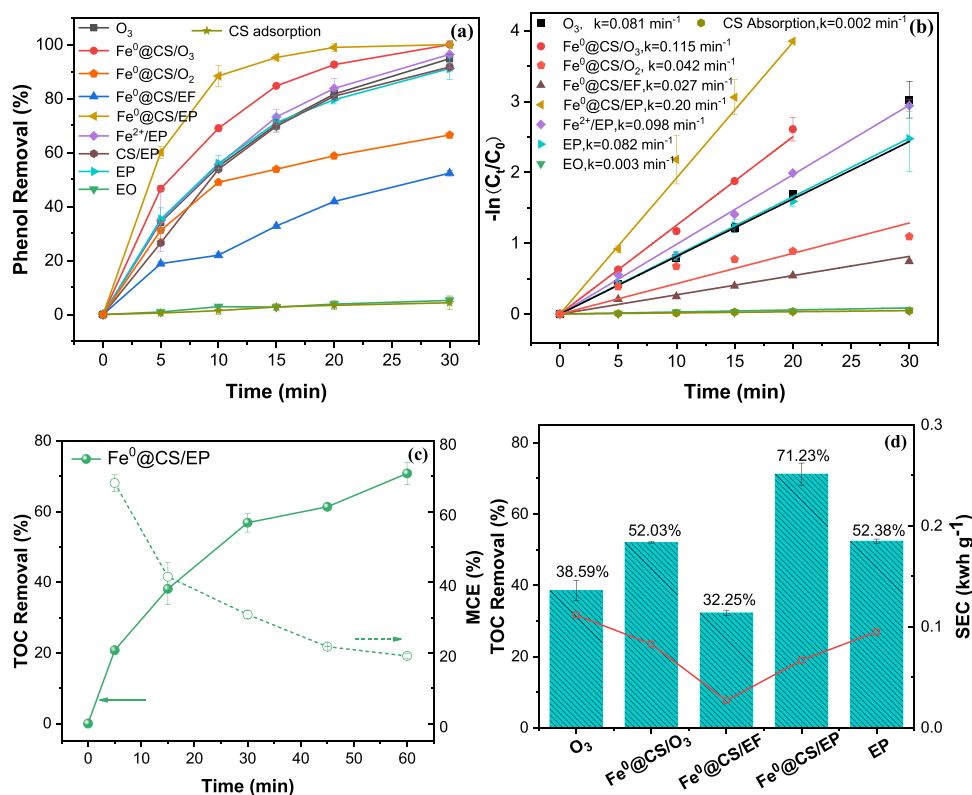 (a)
O₃
Fe⁰@CS/O₃
Fe⁰@CS/O₂
Fe⁰@CS/EF
Fe⁰@CS/EP
Fe²⁺/EP
CS/EP
EP
EO
CS adsorption
Phenol Removal (%)
100
80
60
40
20
0
0 5 10 15 20 25 30
Time (min)
(b)
O₃, k=0.081 min⁻¹
Fe⁰@CS/O₃,k=0.115 min⁻¹
Fe⁰@CS/O₂,k=0.042 min⁻¹
Fe⁰@CS/EF,k=0.027 min⁻¹
Fe⁰@CS/EP,k=0.20 min⁻¹
Fe²⁺/EP,k=0.098 min⁻¹
EP,k=0.082 min⁻¹
EO,k=0.003 min⁻¹
CS Absorption,k=0.002 min⁻¹
-ln(Cₜ/C₀)
4
3
2
1
0
0 5 10 15 20 25 30
Time (min)
(c)
Fe⁰@CS/EP
TOC Removal (%)
80
60
40
20
0
MCE (%)
80
60
40
20
0
0 10 20 30 40 50 60
Time (min)
(d)
TOC Removal (%)
80
60
40
20
0
38.59%
52.03%
32.25%
71.23%
52.38%
SEC (kwh g⁻¹)
0.3
0.2
0.1
0.0
O₃
Fe⁰@CS/O₃
Fe⁰@CS/EF
Fe⁰@CS/EP
EP